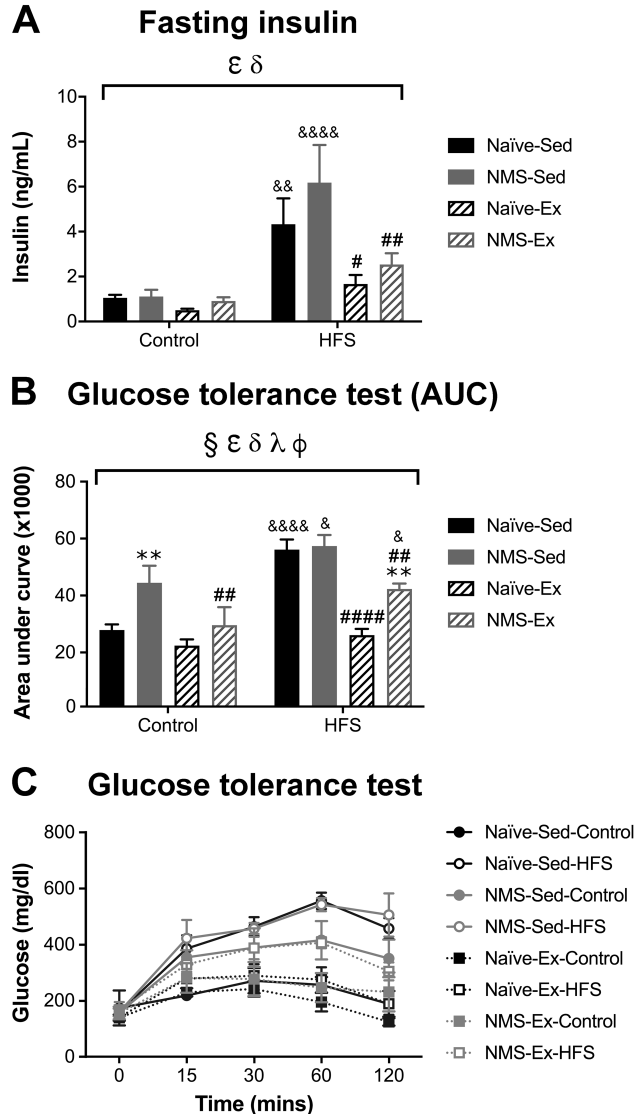 A
Fasting insulin
ε δ
Insulin (ng/mL)
10
8
6
4
2
0
&&
&&&&
#
##
Control
HFS
Naïve-Sed
NMS-Sed
Naïve-Ex
NMS-Ex
B
Glucose tolerance test (AUC)
§ ε δ λ ϕ
Area under curve (x1000)
80
60
40
20
0
**
##
&&&&
&
####
&
##
**
Control
HFS
Naïve-Sed
NMS-Sed
Naïve-Ex
NMS-Ex
C
Glucose tolerance test
Glucose (mg/dl)
800
600
400
200
0
0
15
30
60
120
Time (mins)
Naïve-Sed-Control
Naïve-Sed-HFS
NMS-Sed-Control
NMS-Sed-HFS
Naïve-Ex-Control
Naïve-Ex-HFS
NMS-Ex-Control
NMS-Ex-HFS